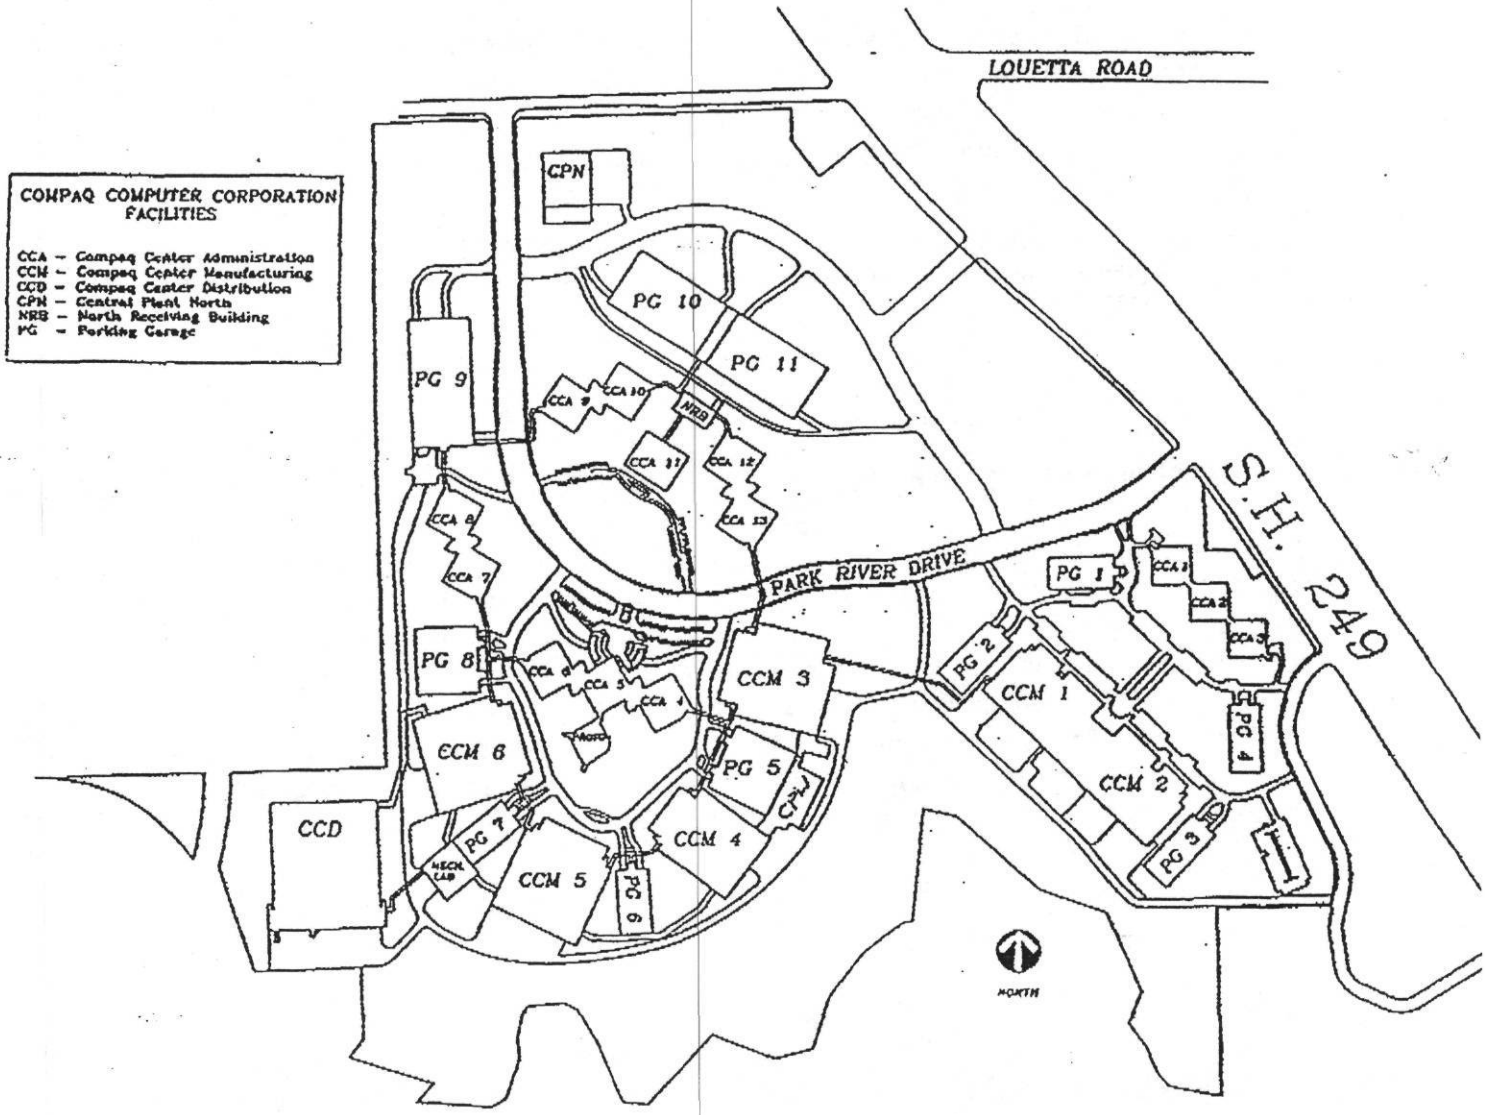 LOUETTA ROAD
COMPAQ COMPUTER CORPORATION
FACILITIES
CCA - Compaq Center Administration
CCM - Compaq Center Manufacturing
CCD - Compaq Center Distribution
CPN - Central Plant North
NRB - North Receiving Building
PG - Parking Garage
CPN
PG 10
PG 11
PG 9
CCA 9
CCA 10
NRB
CCA 11
CCA 12
CCA 13
CCA 8
CCA 7
S.H. 249
PARK RIVER DRIVE
PG 1
CCA 1
CCA 2
CCA 3
PG 2
PG 8
CCA 6
CCA 5
CCA 4
CCM 3
CCM 1
PG 4
CCM 6
PG 5
CCM 2
CCD
PG 7
CCM 4
PG 3
MECH.
LAB
CCM 5
PG 6
NORTH